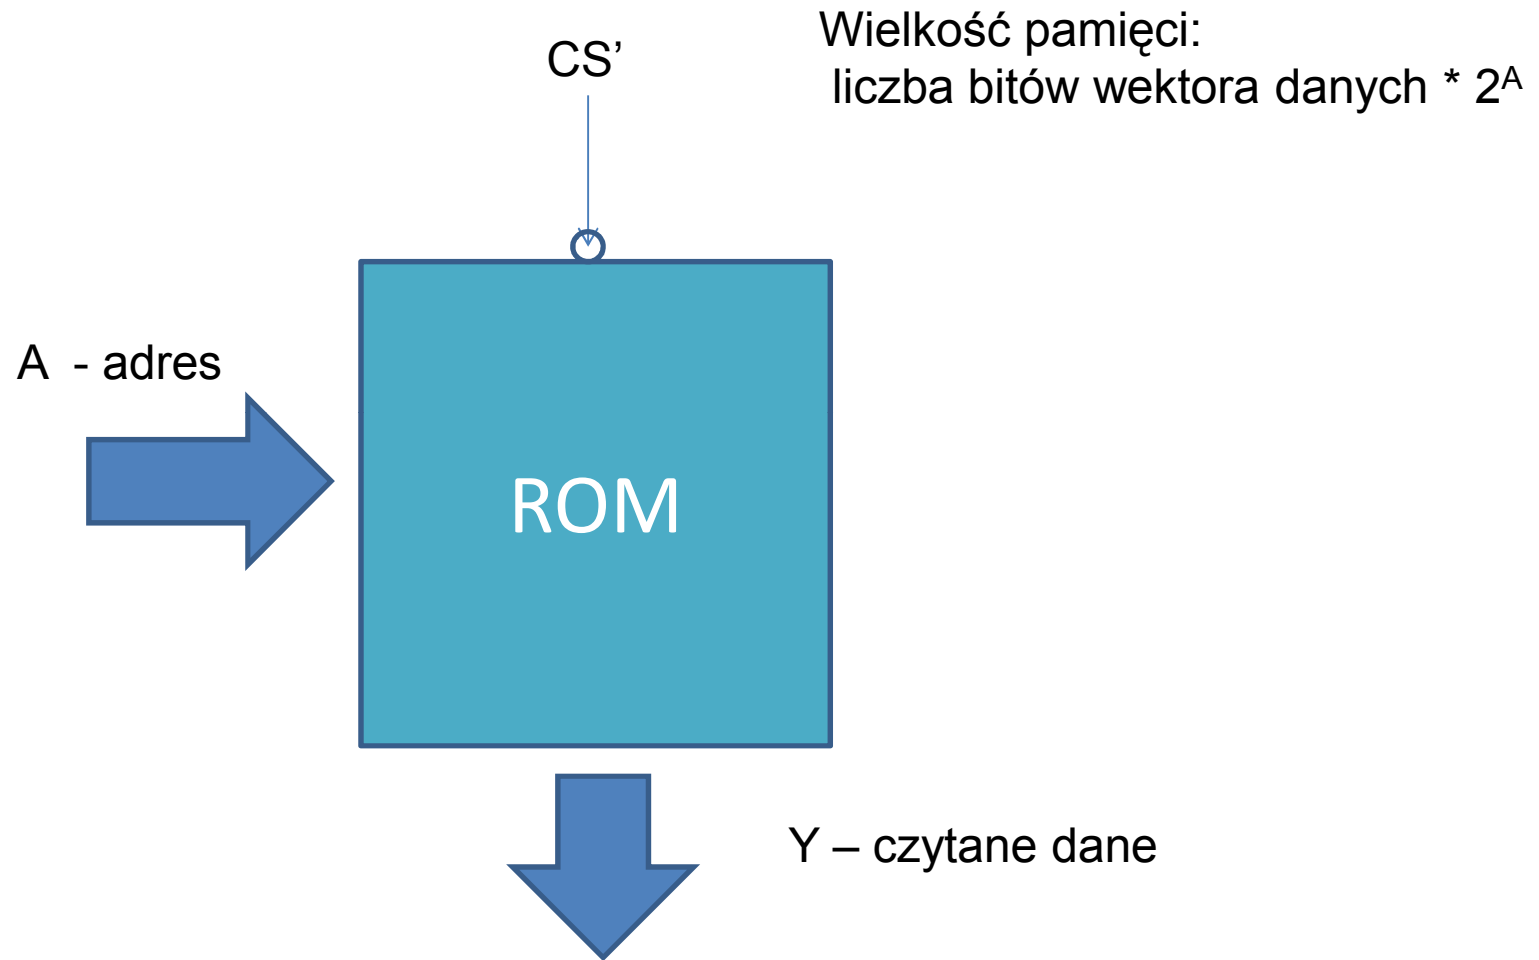 CS’
Wielkość pamięci:
liczba bitów wektora danych * 2ᴬ
A - adres
ROM
Y – czytane dane